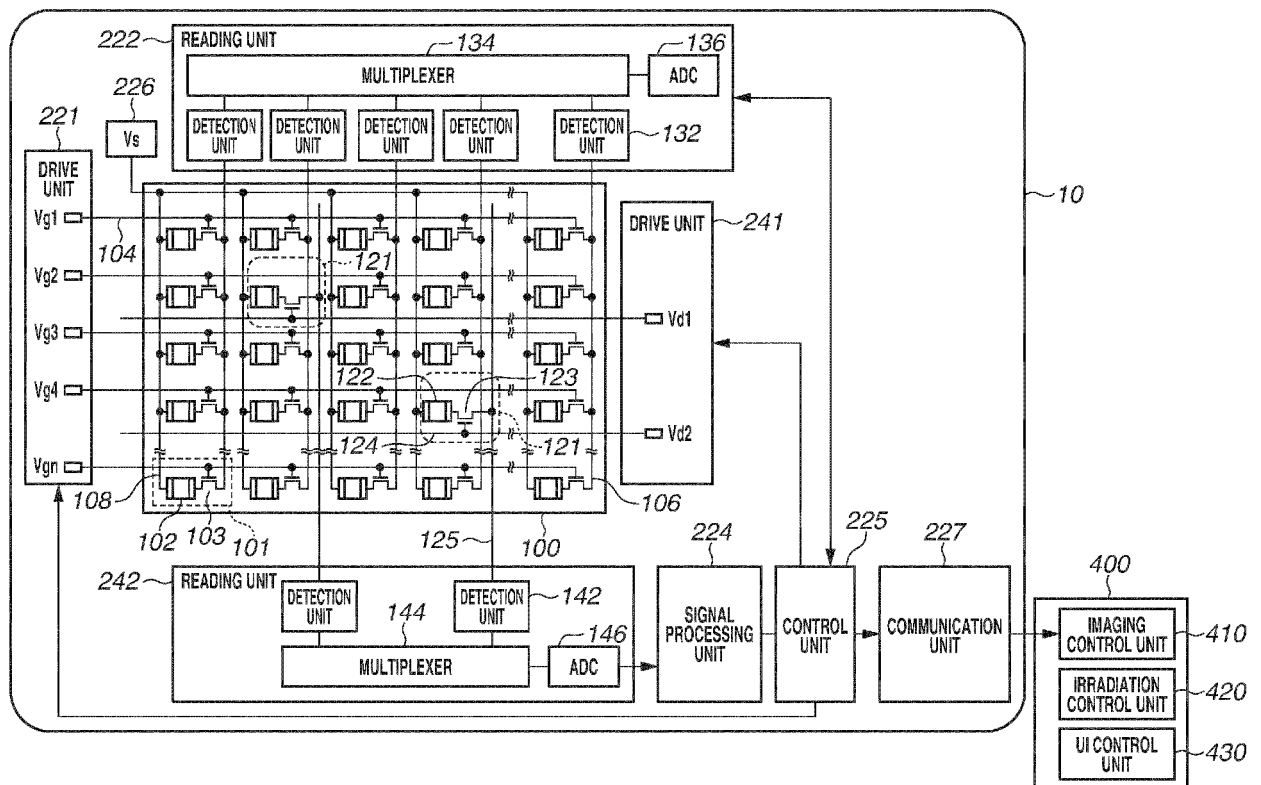 222
READING UNIT
134
136
MULTIPLEXER
ADC
226
Vs
DETECTION UNIT
DETECTION UNIT
DETECTION UNIT
DETECTION UNIT
DETECTION UNIT
132
221
DRIVE UNIT
10
Vg1
104
DRIVE UNIT
241
Vg2
121
Vd1
Vg3
122
123
Vg4
124
121
Vd2
Vgn
108
102
103
101
106
100
125
242
READING UNIT
DETECTION UNIT
DETECTION UNIT
142
144
146
MULTIPLEXER
ADC
224
SIGNAL PROCESSING UNIT
225
CONTROL UNIT
227
COMMUNICATION UNIT
400
IMAGING CONTROL UNIT
410
IRRADIATION CONTROL UNIT
420
UI CONTROL UNIT
430